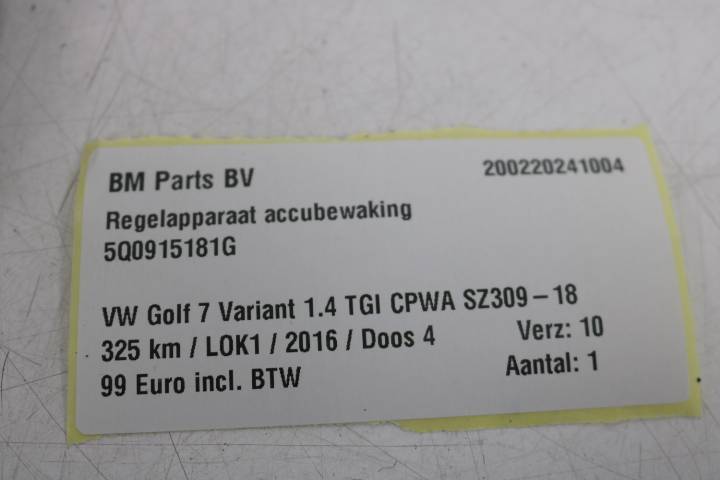 BM Parts BV 200220241004
Regelapparaat accubewaking
5Q0915181G
VW Golf 7 Variant 1.4 TGI CPWA SZ309-18
325 km / LOK1 / 2016 / Doos 4 Verz: 10
99 Euro incl. BTW Aantal: 1